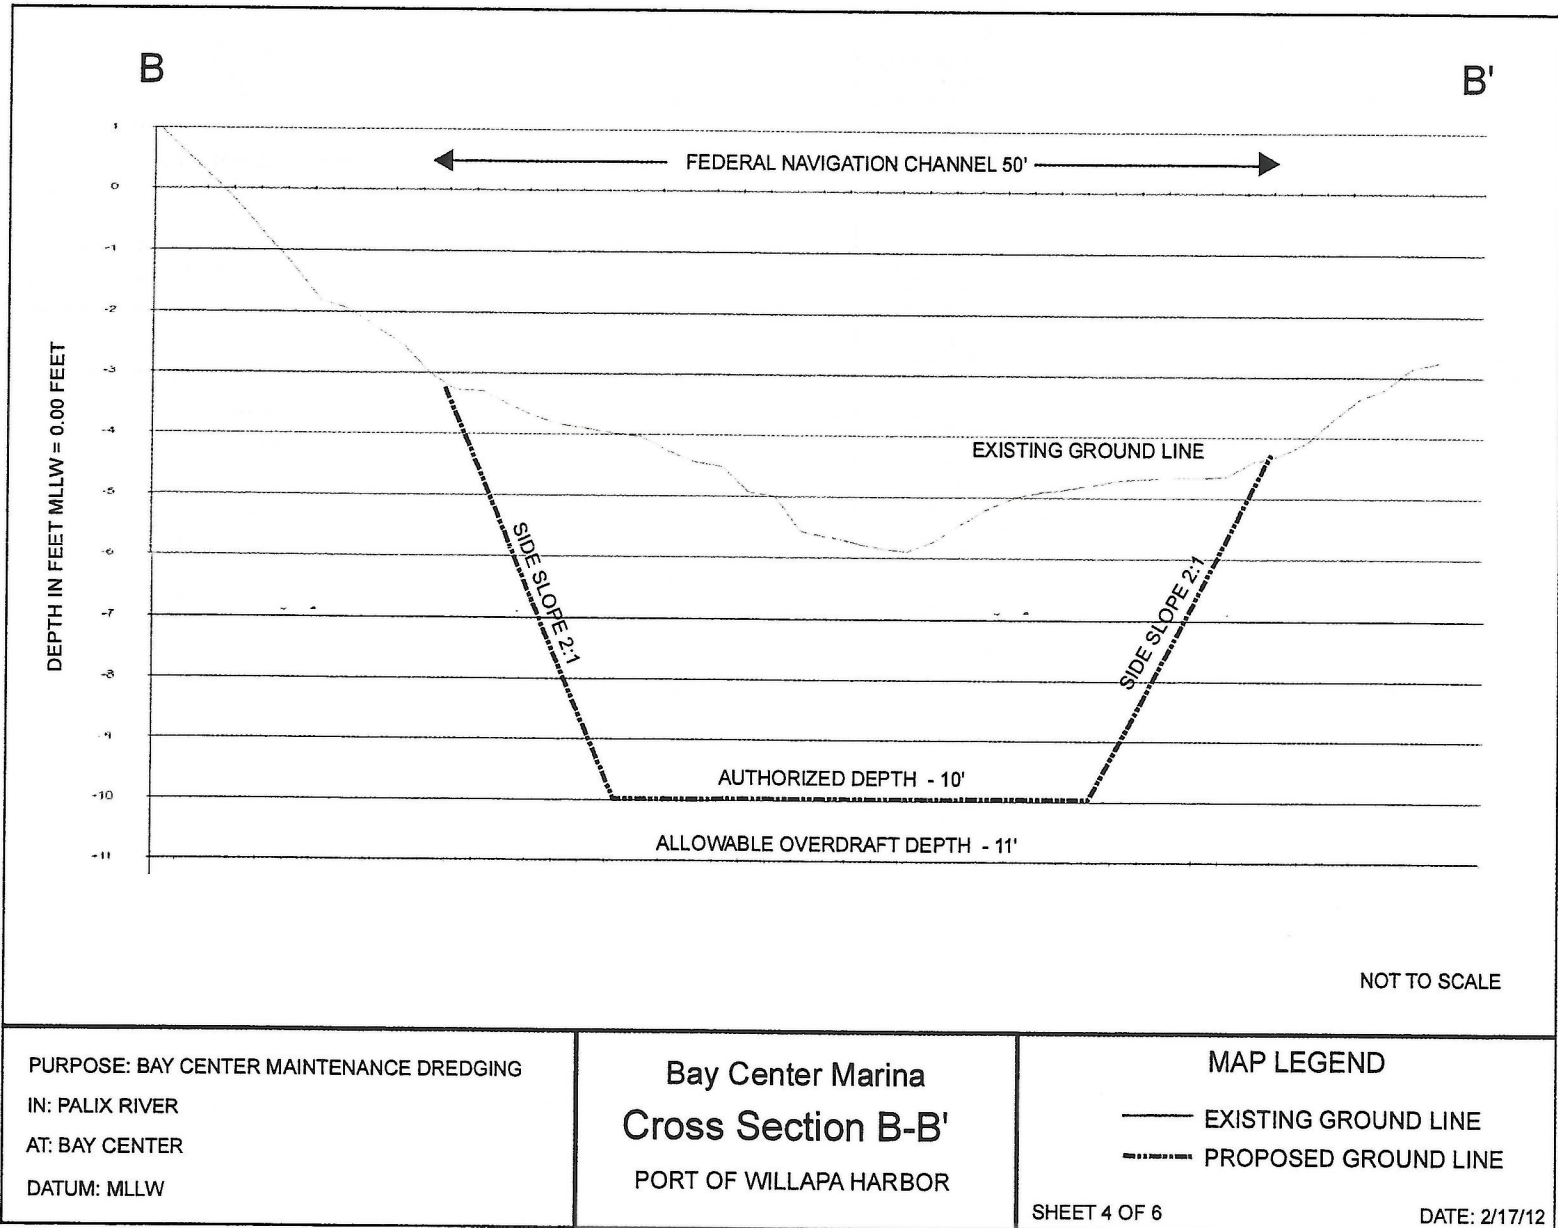 B
B'
1
0
-1
-2
-3
-4
-5
-6
-7
-8
-9
-10
-11
DEPTH IN FEET MLLW = 0.00 FEET
FEDERAL NAVIGATION CHANNEL 50'
EXISTING GROUND LINE
SIDE SLOPE 2:1
SIDE SLOPE 2:1
AUTHORIZED DEPTH - 10'
ALLOWABLE OVERDRAFT DEPTH - 11'
NOT TO SCALE
PURPOSE: BAY CENTER MAINTENANCE DREDGING
IN: PALIX RIVER
AT: BAY CENTER
DATUM: MLLW
Bay Center Marina
Cross Section B-B'
PORT OF WILLAPA HARBOR
MAP LEGEND
EXISTING GROUND LINE
PROPOSED GROUND LINE
SHEET 4 OF 6
DATE: 2/17/12